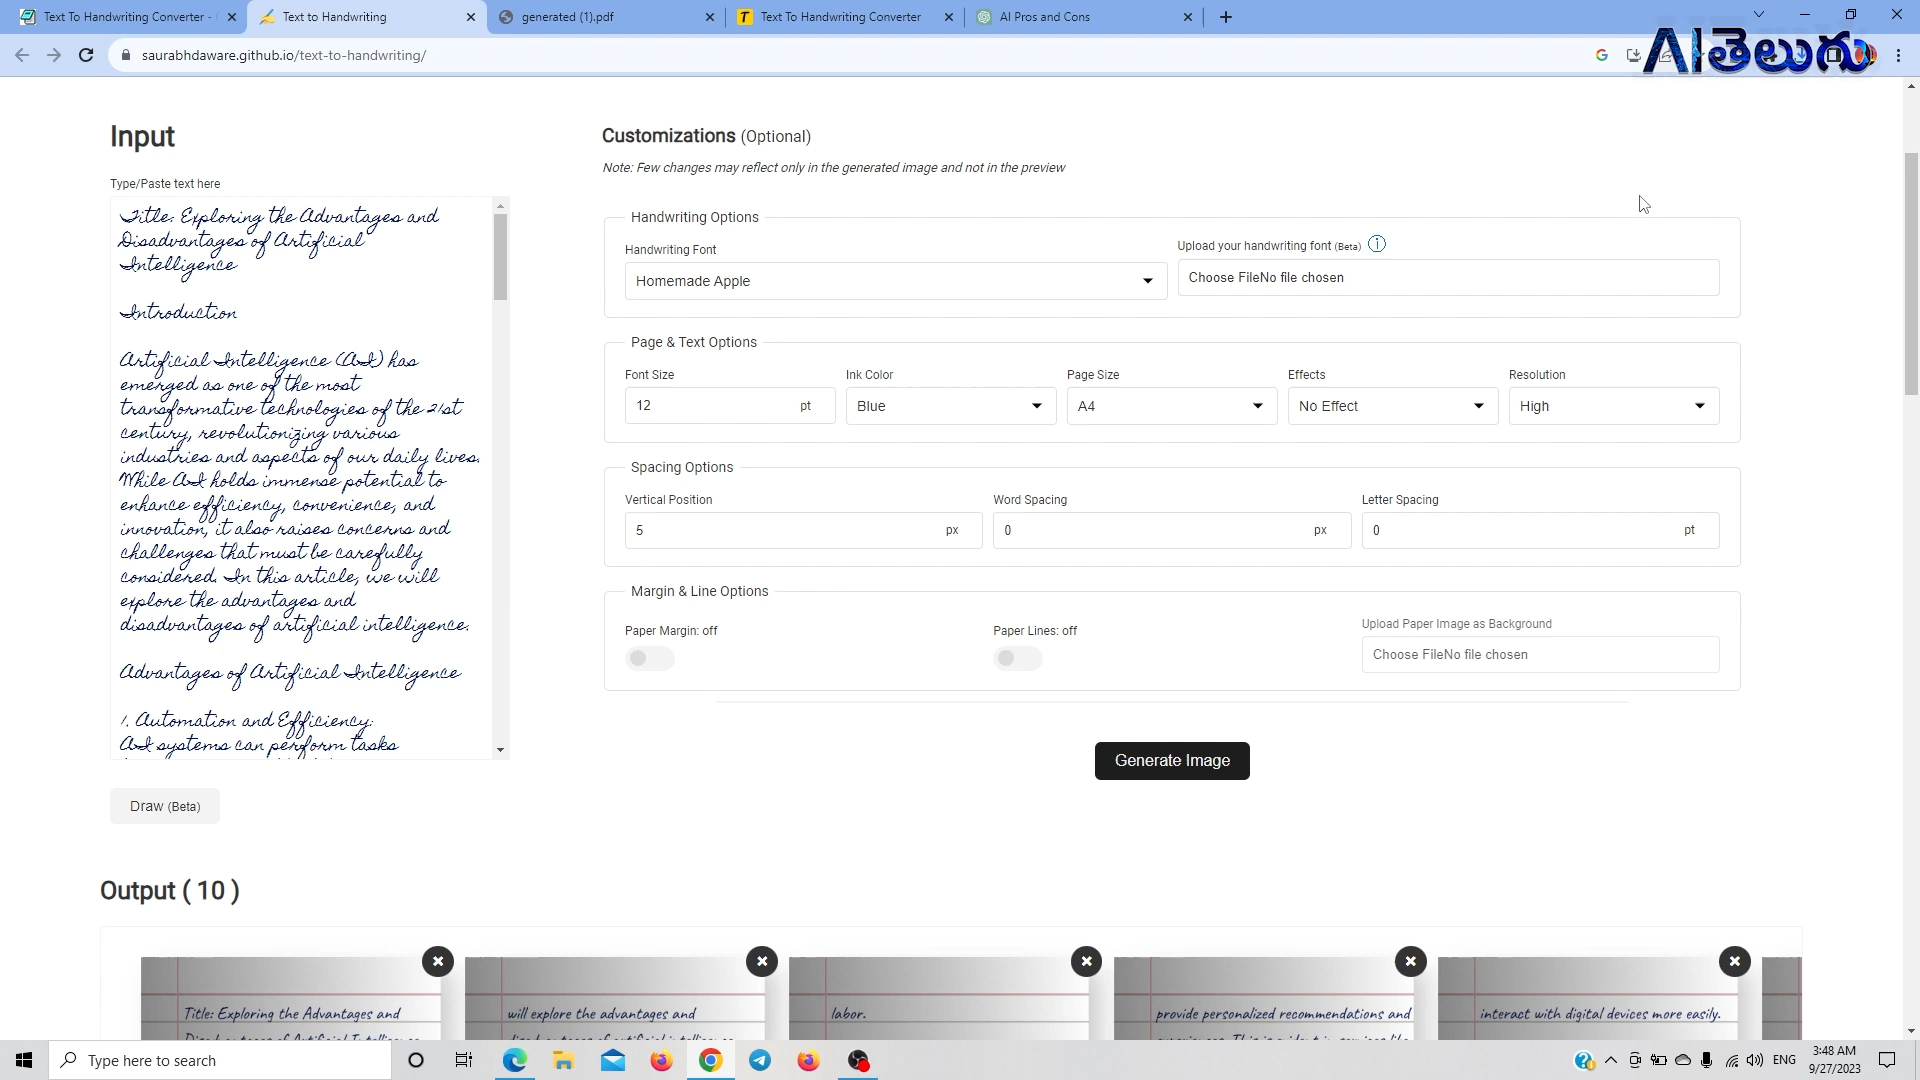 Text To Handwriting Converter -
Text to Handwriting
generated (1).pdf
Text To Handwriting Converter
AI Pros and Cons
saurabhdaware.github.io/text-to-handwriting/
AIతెలుగు
Input
Type/Paste text here
Title: Exploring the Advantages and
Disadvantages of Artificial
Intelligence
Introduction
Artificial Intelligence (AI) has
emerged as one of the most
transformative technologies of the 21st
century, revolutionizing various
industries and aspects of our daily lives.
While AI holds immense potential to
enhance efficiency, convenience, and
innovation, it also raises concerns and
challenges that must be carefully
considered. In this article, we will
explore the advantages and
disadvantages of artificial intelligence.
Advantages of Artificial Intelligence
1. Automation and Efficiency:
AI systems can perform tasks
Draw (Beta)
Customizations (Optional)
Note: Few changes may reflect only in the generated image and not in the preview
Handwriting Options
Handwriting Font
Homemade Apple
Upload your handwriting font (Beta)
Choose FileNo file chosen
Page & Text Options
Font Size
12 pt
Ink Color
Blue
Page Size
A4
Effects
No Effect
Resolution
High
Spacing Options
Vertical Position
5 px
Word Spacing
0 px
Letter Spacing
0 pt
Margin & Line Options
Paper Margin: off
Paper Lines: off
Upload Paper Image as Background
Choose FileNo file chosen
Generate Image
Output ( 10 )
Title: Exploring the Advantages and
will explore the advantages and
labor.
provide personalized recommendations and
interact with digital devices more easily.
Type here to search
ENG
3:48 AM
9/27/2023